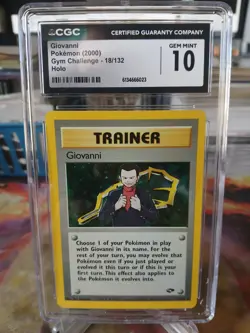 CGC
CERTIFIED GUARANTY COMPANY
Giovanni
Pokémon (2000)
Gym Challenge - 18/132
Holo
6134666023
GEM MINT
10
TRAINER
Giovanni
Choose 1 of your Pokémon in play
with Giovanni in its name. For the
rest of your turn, you may evolve that
Pokémon even if you just played or
evolved it this turn or if this is your
first turn. This effect also applies to
the Pokémon it evolves into.